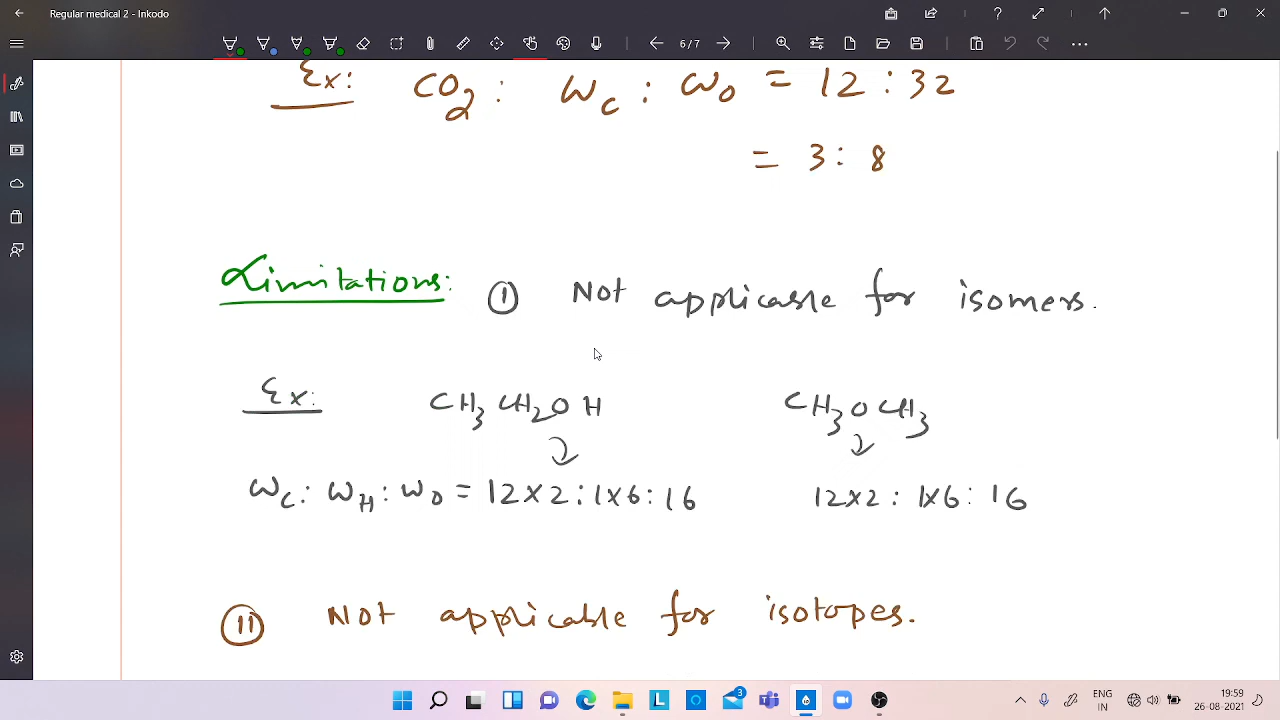 Regular medical 2 - Inkodo
6/7
Ex: CO2 : WC : WO = 12 : 32
= 3 : 8
Limitations: (I) Not applicable for isomers.
Ex: CH3CH2OH CH3OCH3
WC : WH : WO = 12x2 : 1x6 : 16 12x2 : 1x6 : 16
(II) Not applicable for isotopes.
3
ENG
IN
19:59
26-08-2021